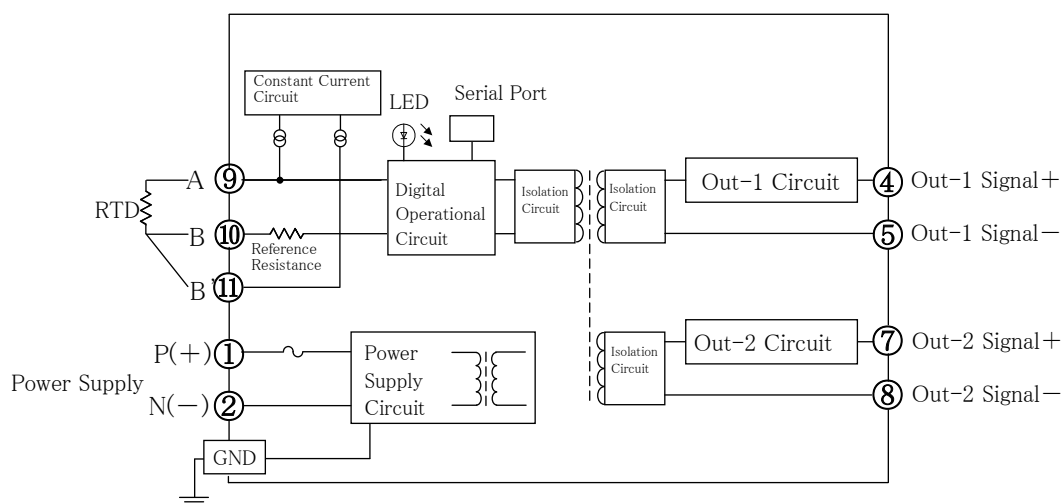 Constant Current
Circuit
LED
Serial Port
A
⑨
RTD
B
⑩
Reference
Resistance
B'
⑪
Digital
Operational
Circuit
Isolation
Circuit
Isolation
Circuit
Out-1 Circuit
④
Out-1 Signal+
⑤
Out-1 Signal−
Power Supply
P(+)
①
N(−)
②
Power
Supply
Circuit
GND
Isolation
Circuit
Out-2 Circuit
⑦
Out-2 Signal+
⑧
Out-2 Signal−